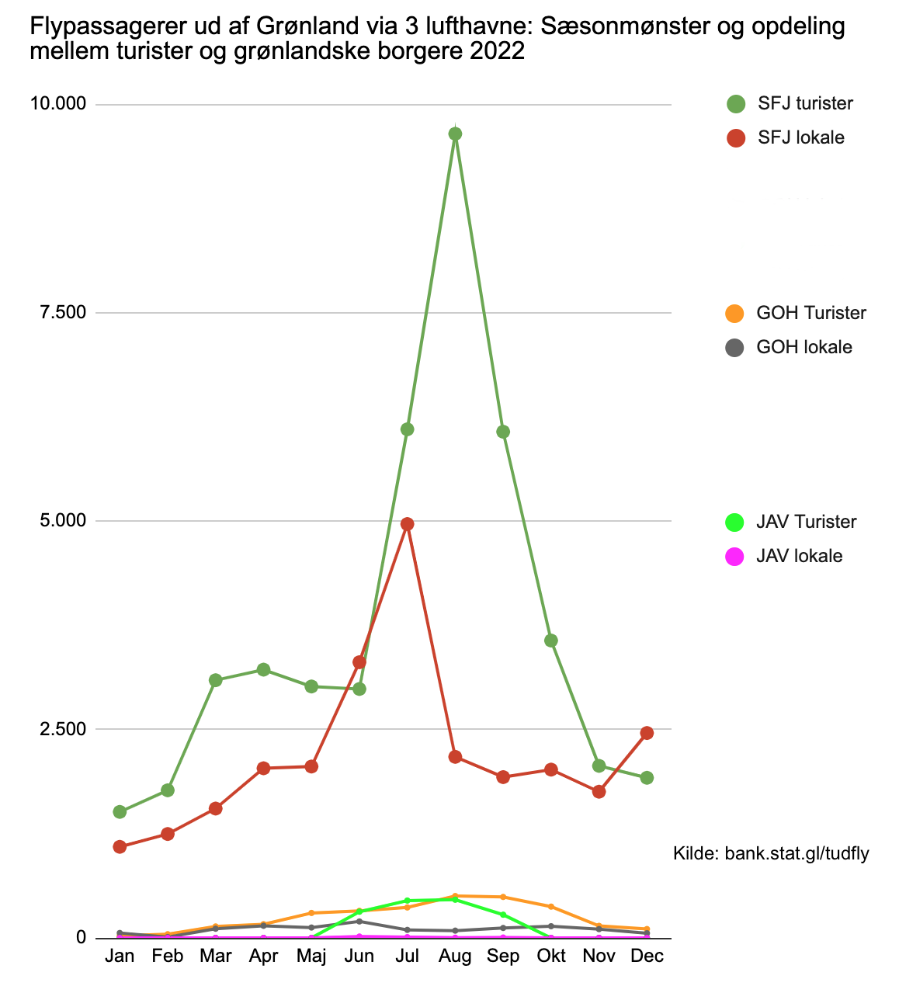 Flypassagerer ud af Grønland via 3 lufthavne: Sæsonmønster og opdeling
mellem turister og grønlandske borgere 2022
10.000
7.500
5.000
2.500
0
SFJ turister
SFJ lokale
GOH Turister
GOH lokale
JAV Turister
JAV lokale
Kilde: bank.stat.gl/tudfly
Jan Feb Mar Apr Maj Jun Jul Aug Sep Okt Nov Dec